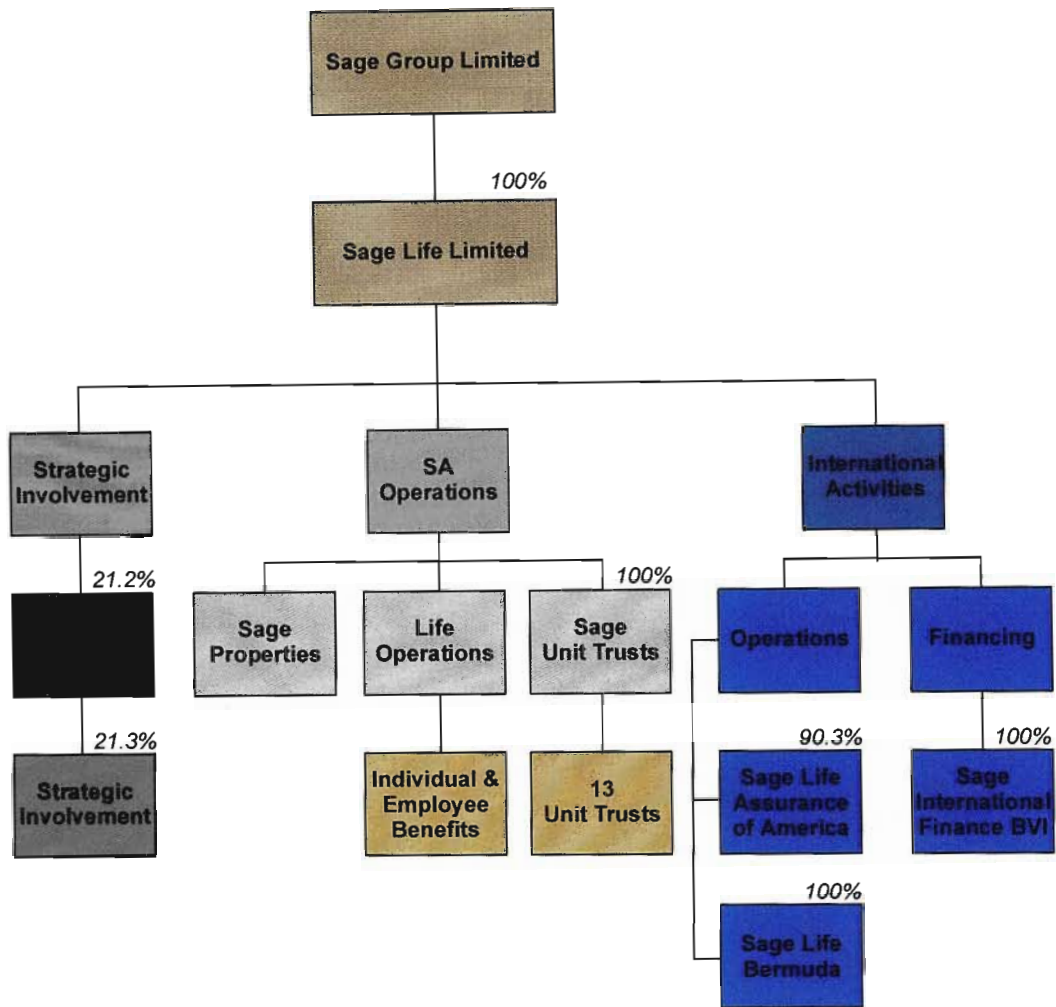 Sage Group Limited
100%
Sage Life Limited
Strategic
Involvement
SA
Operations
International
Activities
21.2%
100%
Sage
Properties
Life
Operations
Sage
Unit Trusts
Operations
Financing
21.3%
90.3%
100%
Strategic
Involvement
Individual &
Employee
Benefits
13
Unit Trusts
Sage Life
Assurance
of America
Sage
International
Finance BVI
100%
Sage Life
Bermuda